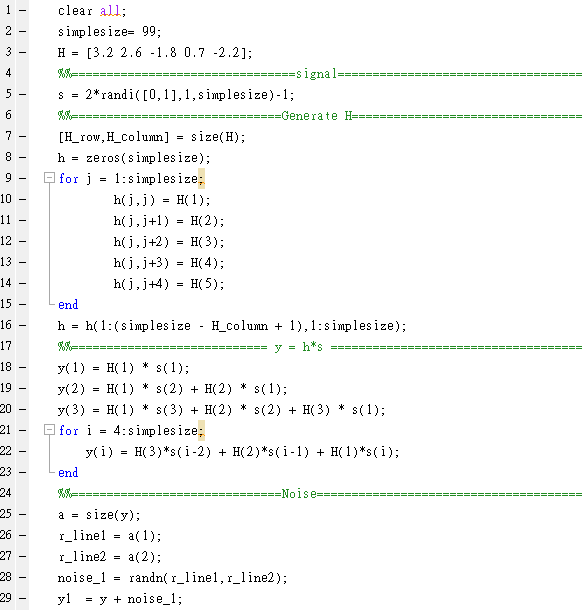 1 - clear all;
2 - simplesize= 99;
3 - H = [3.2 2.6 -1.8 0.7 -2.2];
4 - %%================================signal===================================
5 - s = 2*randi([0,1],1,simplesize)-1;
6 - %%==============================Generate H=================================
7 - [H_row,H_column] = size(H);
8 - h = zeros(simplesize);
9 - for j = 1:simplesize;
10 - h(j,j) = H(1);
11 - h(j,j+1) = H(2);
12 - h(j,j+2) = H(3);
13 - h(j,j+3) = H(4);
14 - h(j,j+4) = H(5);
15 - end
16 - h = h(1:(simplesize - H_column + 1),1:simplesize);
17 - %%============================ y = h*s ====================================
18 - y(1) = H(1) * s(1);
19 - y(2) = H(1) * s(2) + H(2) * s(1);
20 - y(3) = H(1) * s(3) + H(2) * s(2) + H(3) * s(1);
21 - for i = 4:simplesize;
22 - y(i) = H(3)*s(i-2) + H(2)*s(i-1) + H(1)*s(i);
23 - end
24 - %%==============================Noise======================================
25 - a = size(y);
26 - r_line1 = a(1);
27 - r_line2 = a(2);
28 - noise_1 = randn(r_line1,r_line2);
29 - y1 = y + noise_1;